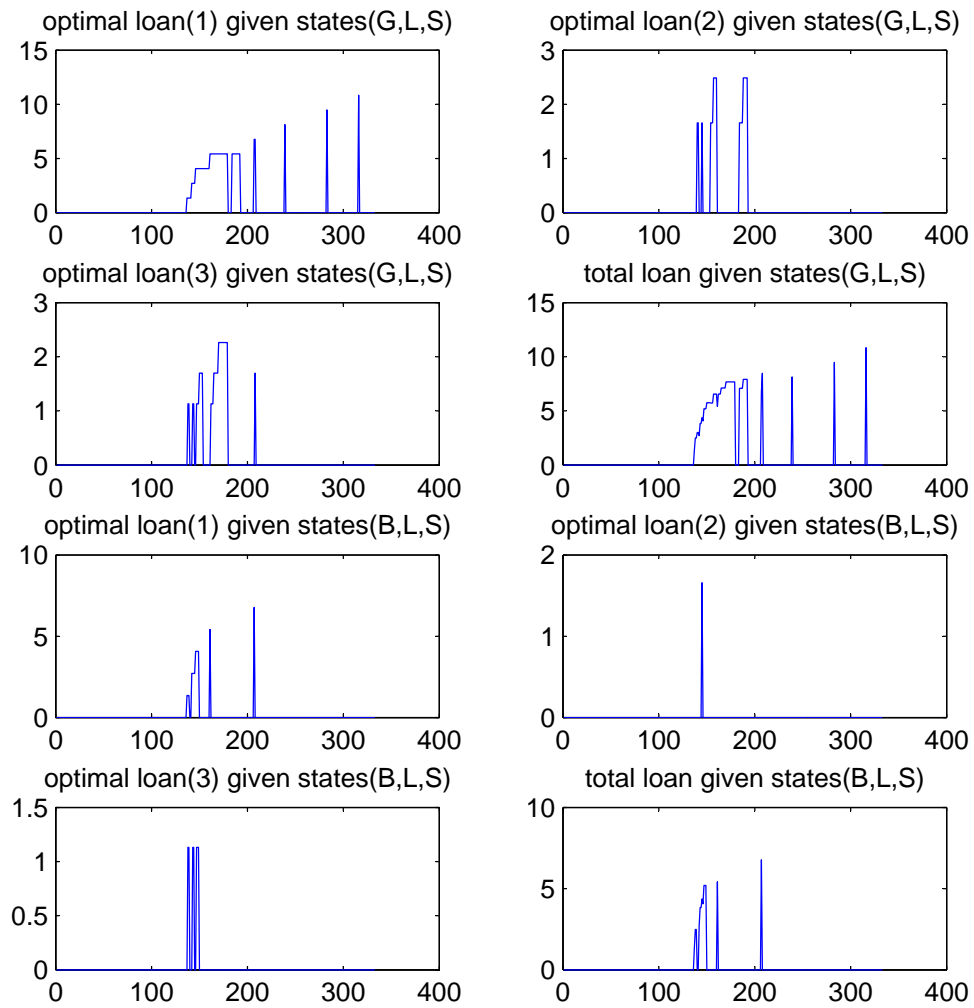 optimal loan(1) given states(G,L,S)
15
10
5
0
0 100 200 300 400
optimal loan(2) given states(G,L,S)
3
2
1
0
0 100 200 300 400
optimal loan(3) given states(G,L,S)
3
2
1
0
0 100 200 300 400
total loan given states(G,L,S)
15
10
5
0
0 100 200 300 400
optimal loan(1) given states(B,L,S)
10
5
0
0 100 200 300 400
optimal loan(2) given states(B,L,S)
2
1
0
0 100 200 300 400
optimal loan(3) given states(B,L,S)
1.5
1
0.5
0
0 100 200 300 400
total loan given states(B,L,S)
10
5
0
0 100 200 300 400